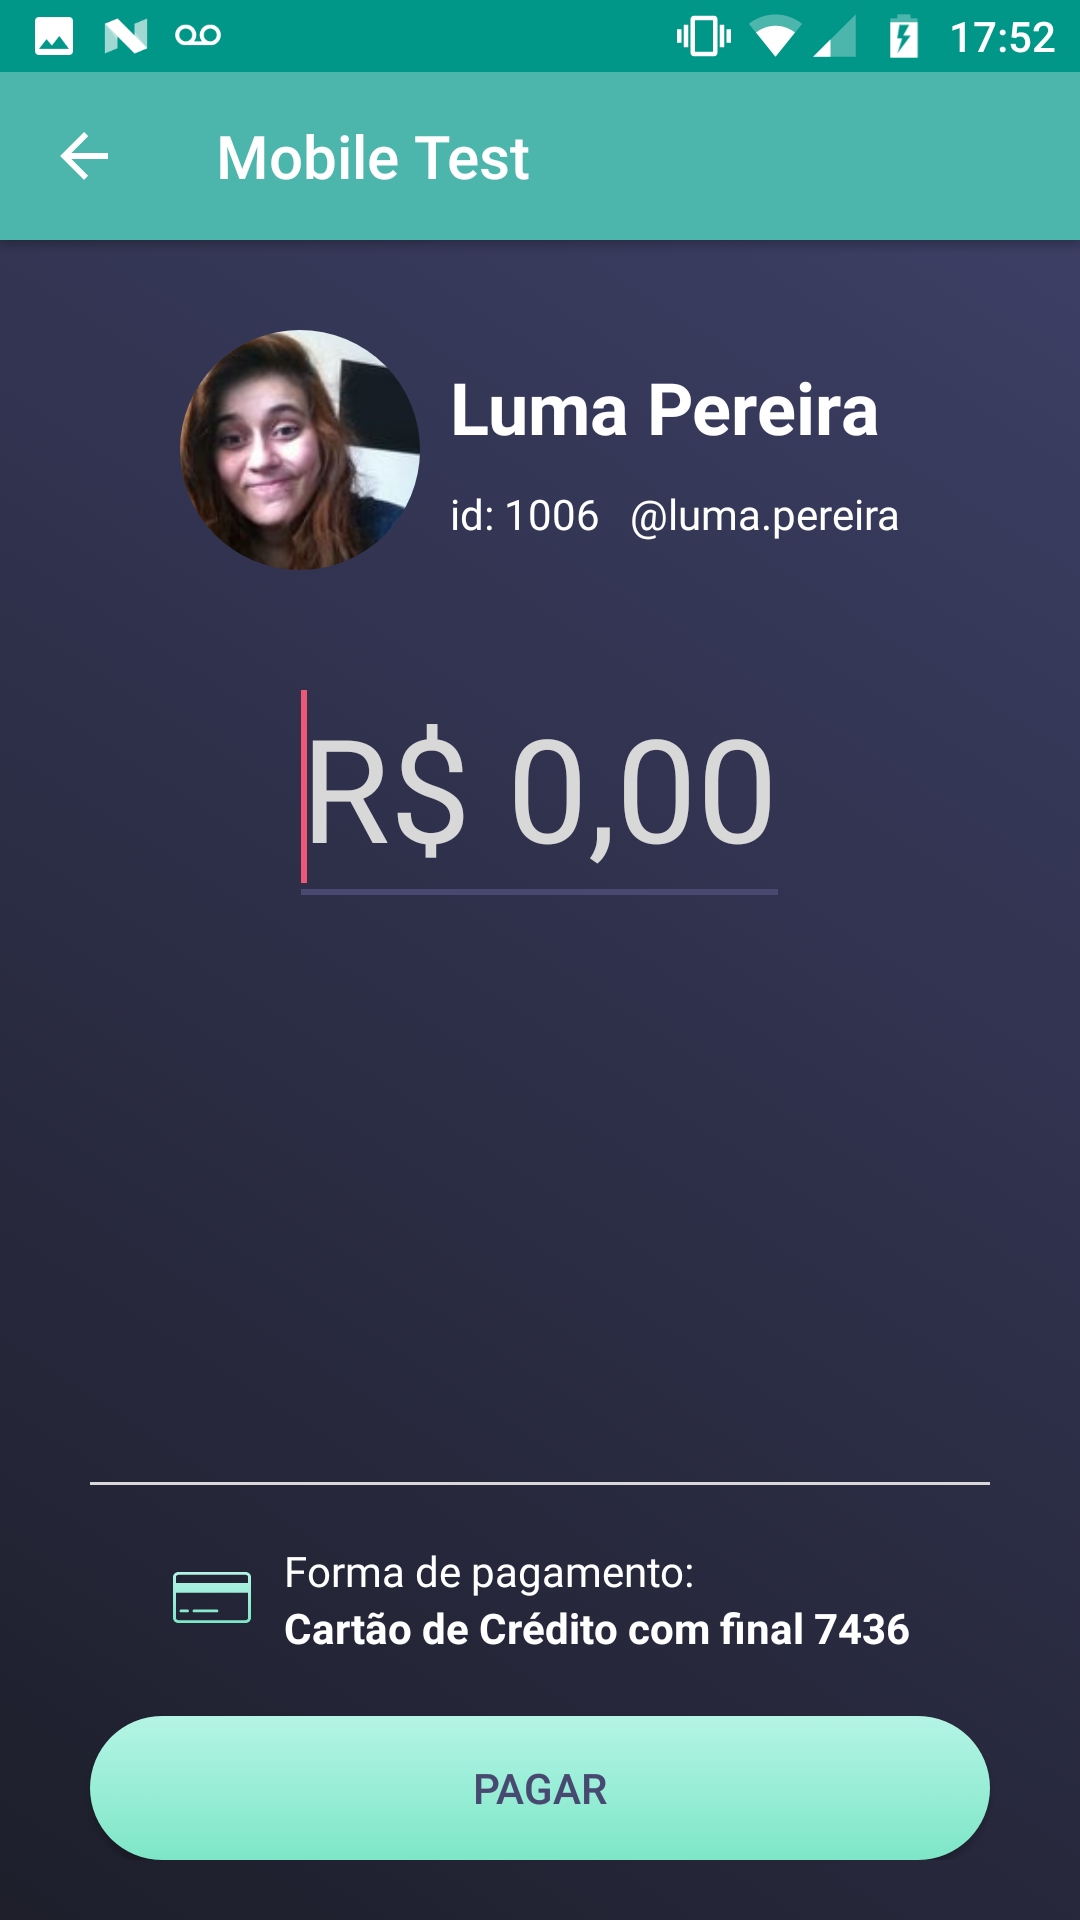 17:52
Mobile Test
Luma Pereira
id: 1006 @luma.pereira
R$ 0,00
Forma de pagamento:
Cartão de Crédito com final 7436
PAGAR